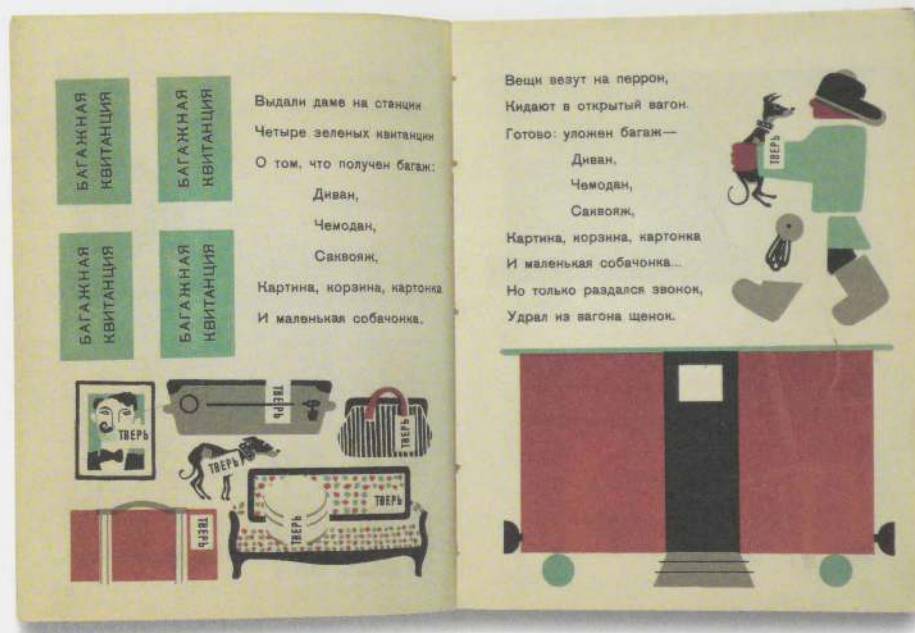 БАГАЖНАЯ
КВИТАНЦИЯ
БАГАЖНАЯ
КВИТАНЦИЯ
БАГАЖНАЯ
КВИТАНЦИЯ
БАГАЖНАЯ
КВИТАНЦИЯ
Выдали даме на станции
Четыре зеленых квитанции
О том, что получен багаж:
Диван,
Чемодан,
Саквояж,
Картина, корзина, картонка
И маленькая собачонка.
ТВЕРЬ
ТВЕРЬ
ТВЕРЬ
ТВЕРЬ
ТВЕРЬ
ТВЕРЬ
ТВЕРЬ
Вещи везут на перрон,
Кидают в открытый вагон.
Готово: уложен багаж—
Диван,
Чемодан,
Саквояж,
Картина, корзина, картонка
И маленькая собачонка...
Но только раздался звонок,
Удрал из вагона щенок.
ТВЕРЬ